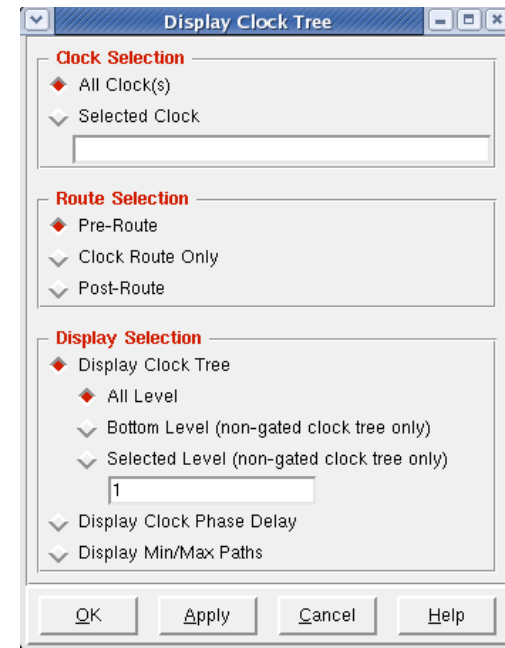 Display Clock Tree
Clock Selection
All Clock(s)
Selected Clock
Route Selection
Pre-Route
Clock Route Only
Post-Route
Display Selection
Display Clock Tree
All Level
Bottom Level (non-gated clock tree only)
Selected Level (non-gated clock tree only)
1
Display Clock Phase Delay
Display Min/Max Paths
OK Apply Cancel Help